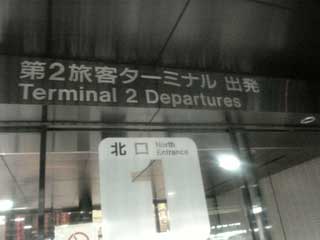 第2旅客ターミナル 出発
Terminal 2 Departures
北 口 North Entrance
1